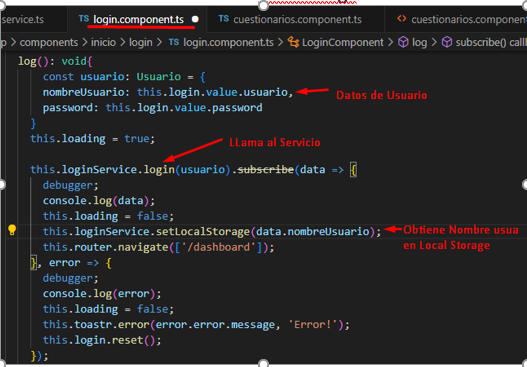 service.ts login.component.ts ● cuestionarios.component.ts <> cuestionarios.component
p > components > inicio > login > login.component.ts > LoginComponent > log > subscribe() callb
log(): void{
const usuario: Usuario = {
nombreUsuario: this.login.value.usuario,
Datos de Usuario
password: this.login.value.password
}
this.loading = true;
LLama al Servicio
this.loginService.login(usuario).subscribe(data => {
debugger;
console.log(data);
this.loading = false;
this.loginService.setLocalStorage(data.nombreUsuario);
Obtiene Nombre usua
en Local Storage
this.router.navigate(['/dashboard']);
}, error => {
debugger;
console.log(error);
this.loading = false;
this.toastr.error(error.error.message, 'Error!');
this.login.reset();
});